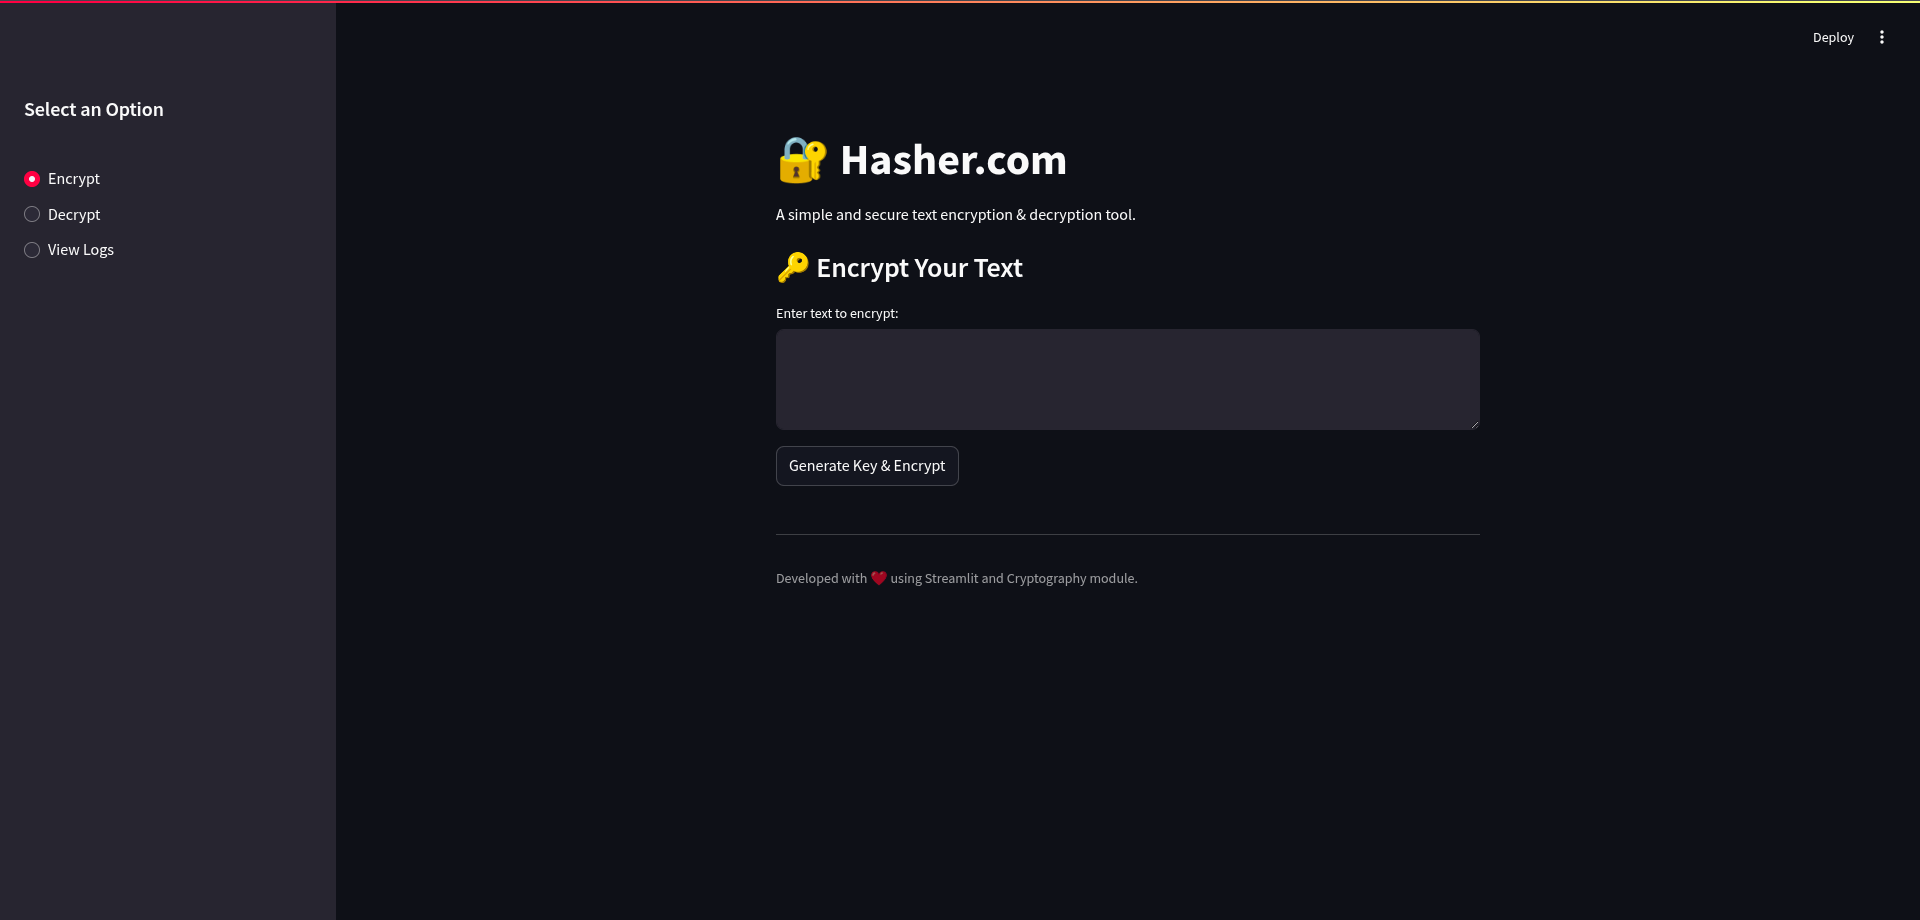 Deploy
Select an Option
Encrypt
Decrypt
View Logs
🔐 Hasher.com
A simple and secure text encryption & decryption tool.
🔑 Encrypt Your Text
Enter text to encrypt:
Generate Key & Encrypt
Developed with ❤️ using Streamlit and Cryptography module.